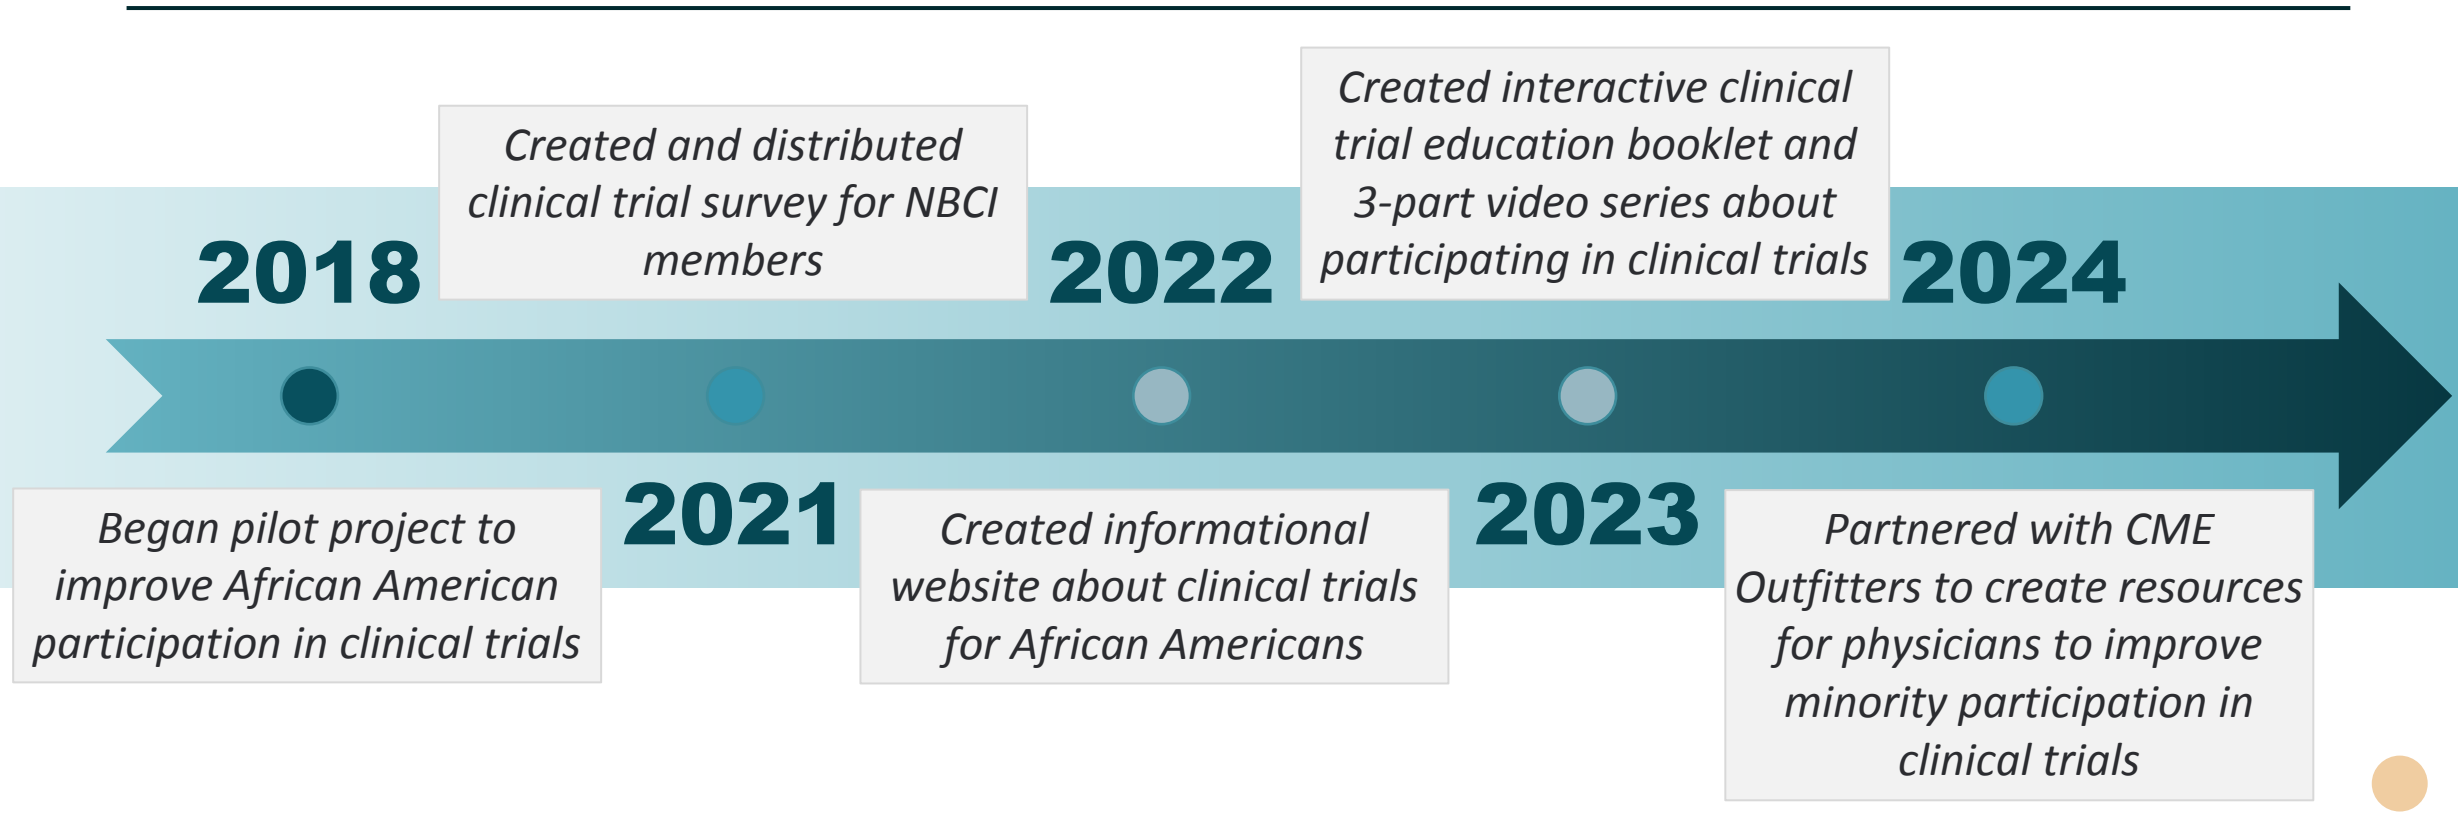 2018
Began pilot project to
improve African American
participation in clinical trials
Created and distributed
clinical trial survey for NBCI
members
2021
2022
Created informational
website about clinical trials
for African Americans
Created interactive clinical
trial education booklet and
3-part video series about
participating in clinical trials
2023
2024
Partnered with CME
Outfitters to create resources
for physicians to improve
minority participation in
clinical trials